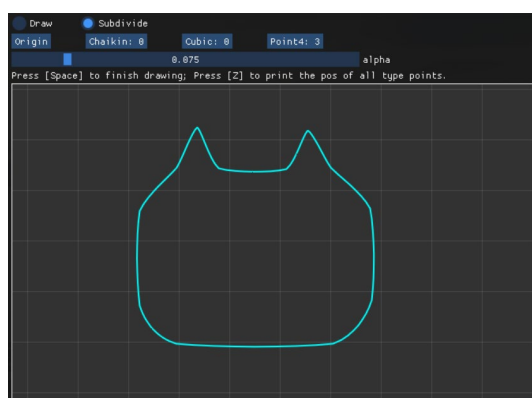 Draw Subdivide
Origin Chaikin: 0 Cubic: 0 Point4: 3
0.075 alpha
Press [Space] to finish drawing; Press [Z] to print the pos of all type points.